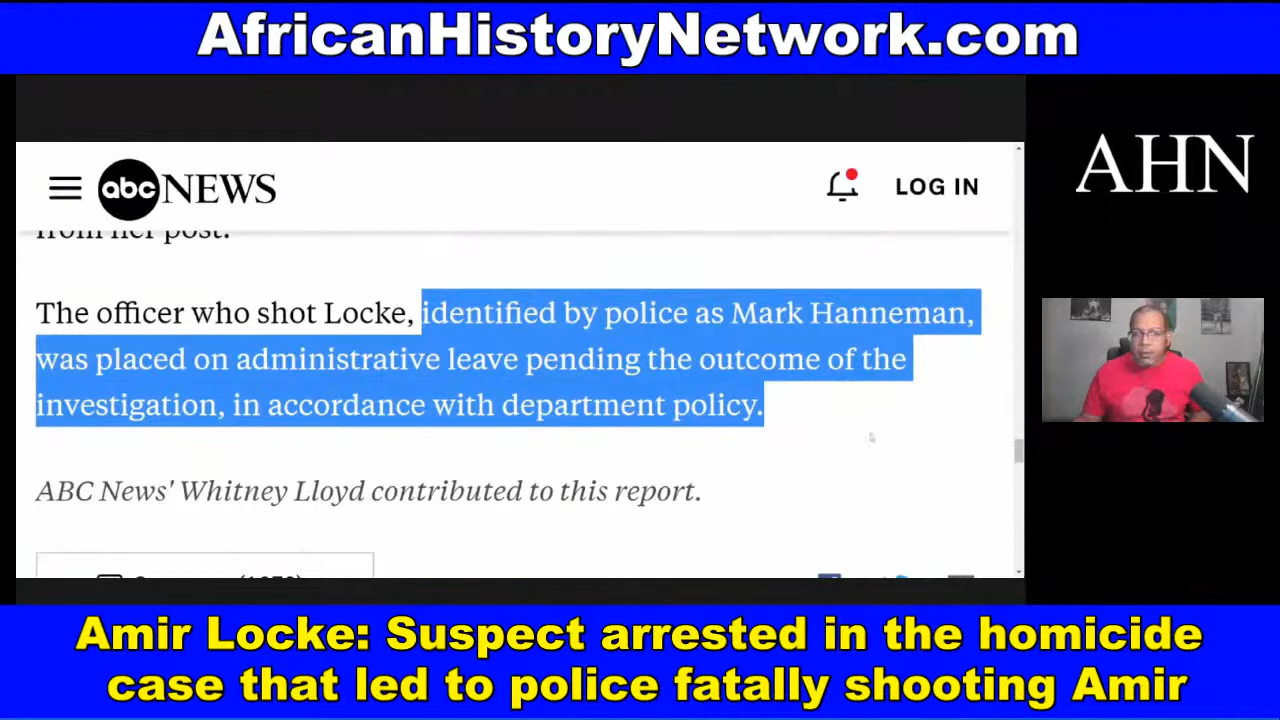 AfricanHistoryNetwork.com
abc NEWS
LOG IN
AHN
from her post.
The officer who shot Locke, identified by police as Mark Hanneman,
was placed on administrative leave pending the outcome of the
investigation, in accordance with department policy.
ABC News' Whitney Lloyd contributed to this report.
Amir Locke: Suspect arrested in the homicide
case that led to police fatally shooting Amir